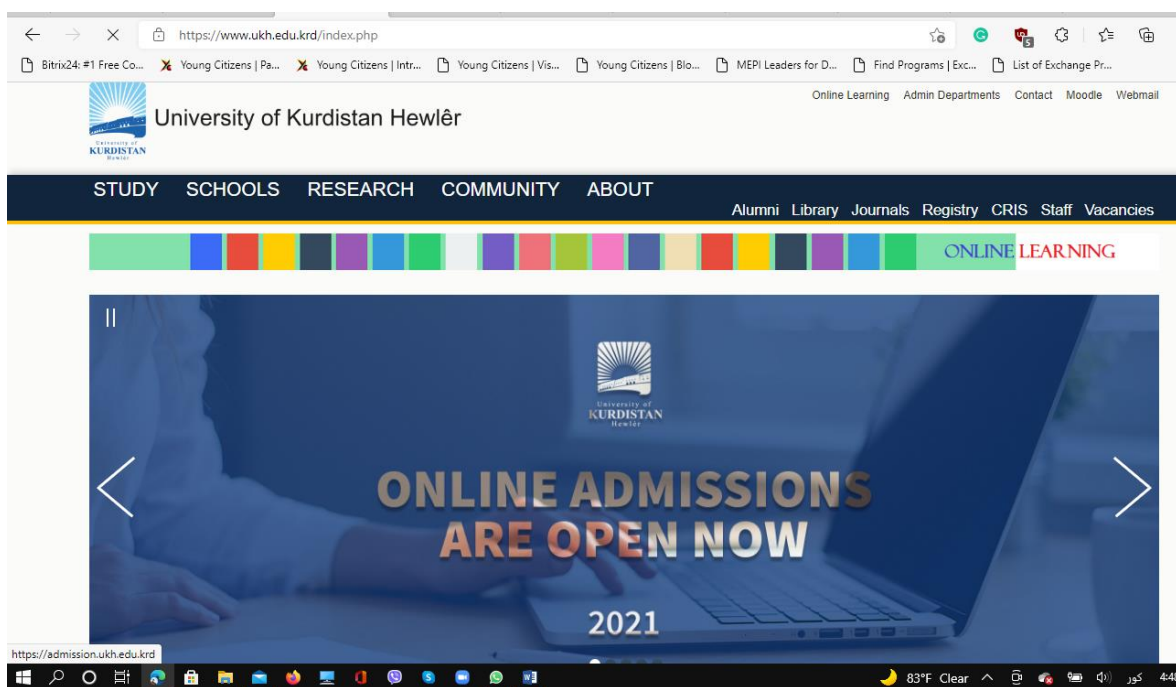 https://www.ukh.edu.krd/index.php
Bitrix24: #1 Free Co... Young Citizens | Pa... Young Citizens | Intr... Young Citizens | Vis... Young Citizens | Blo... MEPI Leaders for D... Find Programs | Exc... List of Exchange Pr...
Online Learning Admin Departments Contact Moodle Webmail
University of Kurdistan Hewlêr
University of
KURDISTAN
Hewlêr
STUDY SCHOOLS RESEARCH COMMUNITY ABOUT
Alumni Library Journals Registry CRIS Staff Vacancies
ONLINE LEARNING
University of
KURDISTAN
Hewlêr
ONLINE ADMISSIONS
ARE OPEN NOW
2021
https://admission.ukh.edu.krd
83°F Clear کور